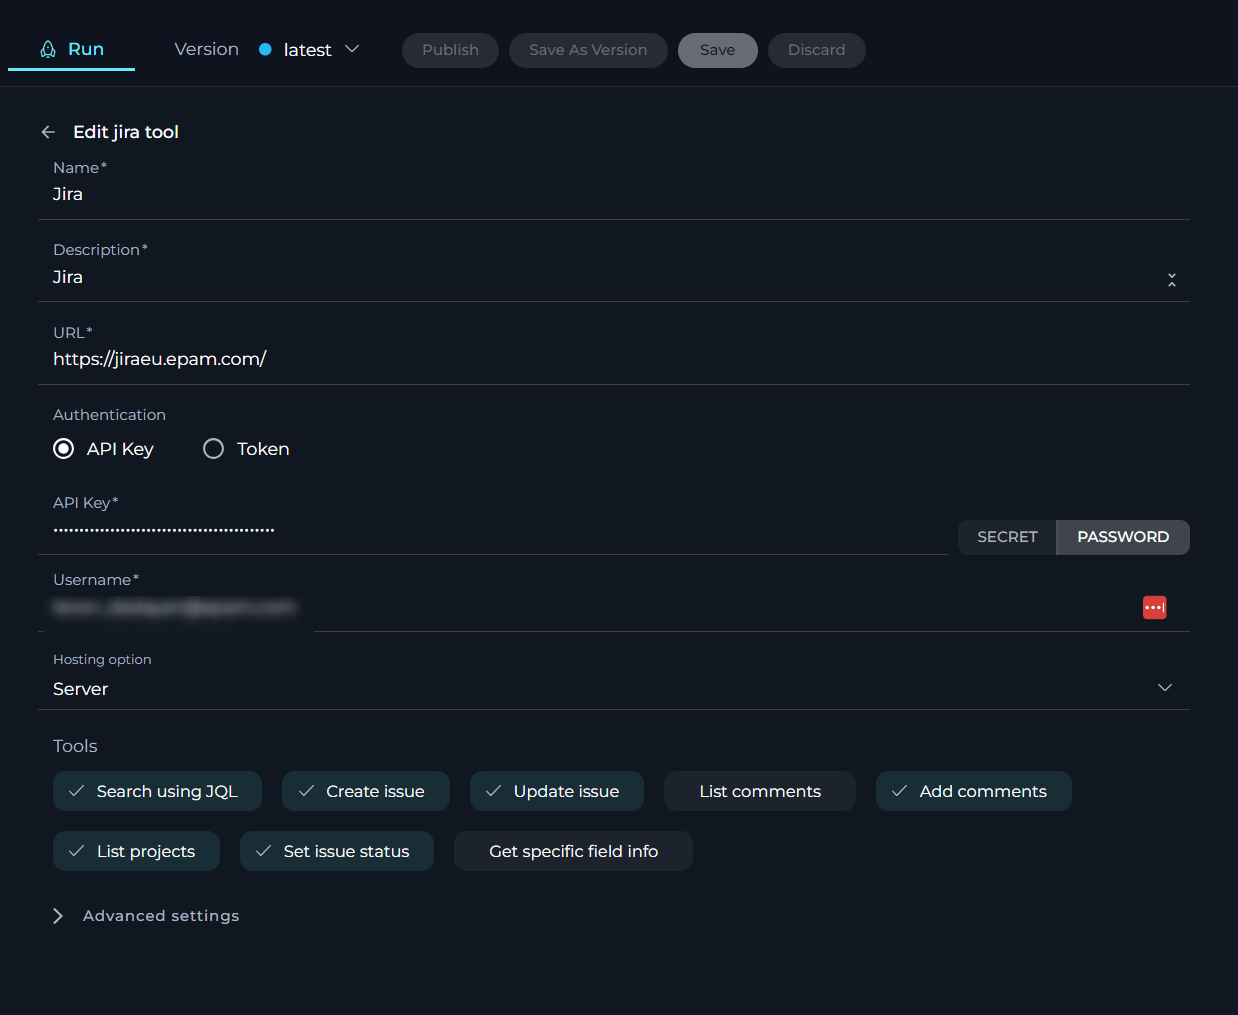 Run Version latest Publish Save As Version Save Discard
Edit jira tool
Name*
Jira
Description*
Jira
URL*
https://jiraeu.epam.com/
Authentication
API Key Token
API Key*
••••••••••••••••••••••••••••••••••••••••••••
SECRET PASSWORD
Username*
Hosting option
Server
Tools
Search using JQL Create issue Update issue List comments Add comments
List projects Set issue status Get specific field info
Advanced settings